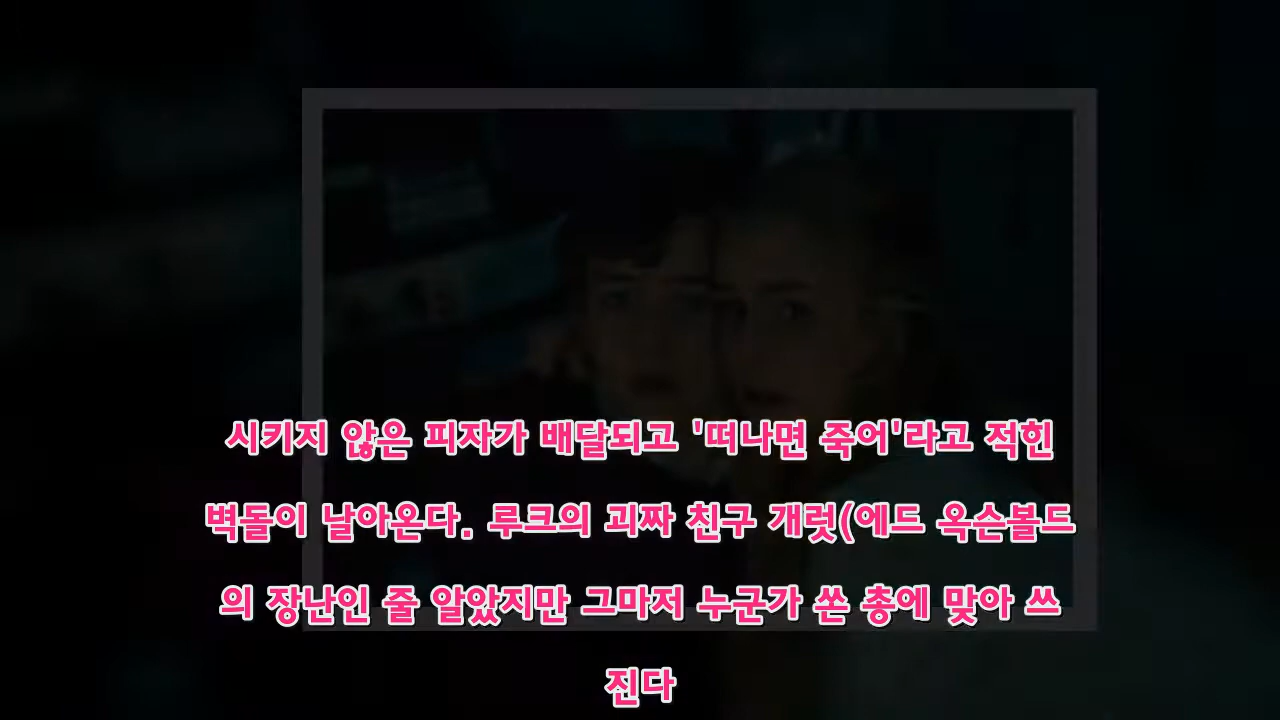 시키지 않은 피자가 배달되고 '떠나면 죽어'라고 적힌
벽돌이 날아온다. 루크의 괴짜 친구 개럿(에드 옥슨볼드
의 장난인 줄 알았지만 그마저 누군가 쏜 총에 맞아 쓰
진다